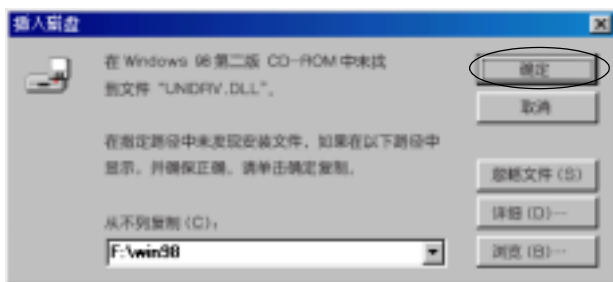 插入磁盘
在 Windows 98 第二版 CD-ROM 中未找
到文件“UNIDRV.DLL”。
在指定路径中未发现安装文件，如果在以下路径中
显示，并确保正确，请单击确定复制。
从不列复制 (C)：
F:\win98
确定
取消
忽略文件 (S)
详细 (D)…
浏览 (B)…